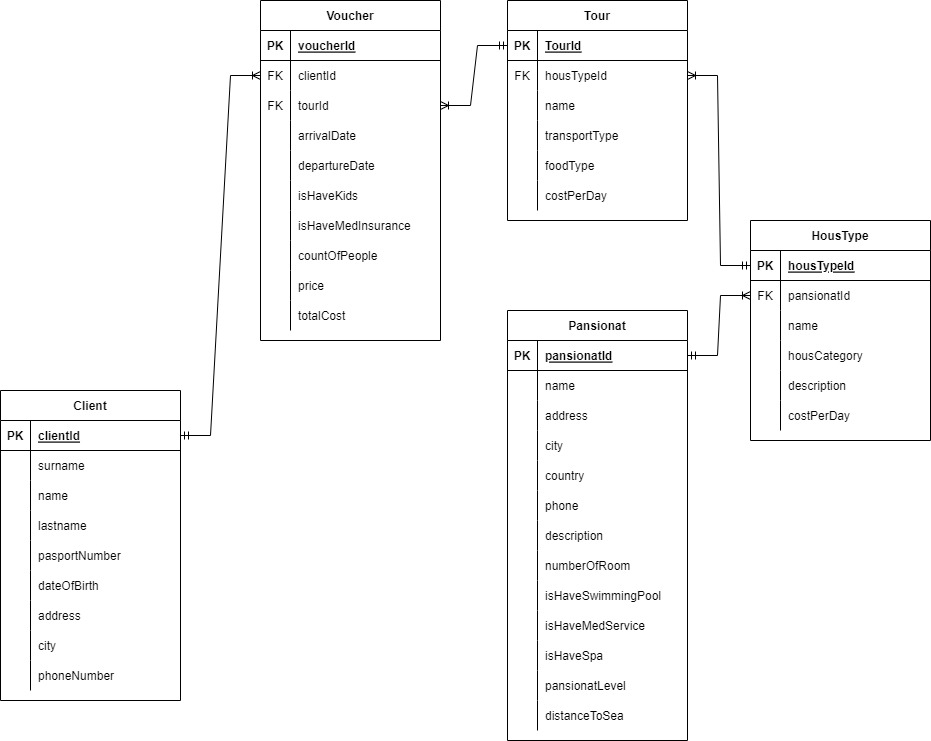 Voucher
PK voucherId
FK clientId
FK tourId
arrivalDate
departureDate
isHaveKids
isHaveMedInsurance
countOfPeople
price
totalCost
Tour
PK TourId
FK housTypeId
name
transportType
foodType
costPerDay
HousType
PK housTypeId
FK pansionatId
name
housCategory
description
costPerDay
Pansionat
PK pansionatId
name
address
city
country
phone
description
numberOfRoom
isHaveSwimmingPool
isHaveMedService
isHaveSpa
pansionatLevel
distanceToSea
Client
PK clientId
surname
name
lastname
pasportNumber
dateOfBirth
address
city
phoneNumber